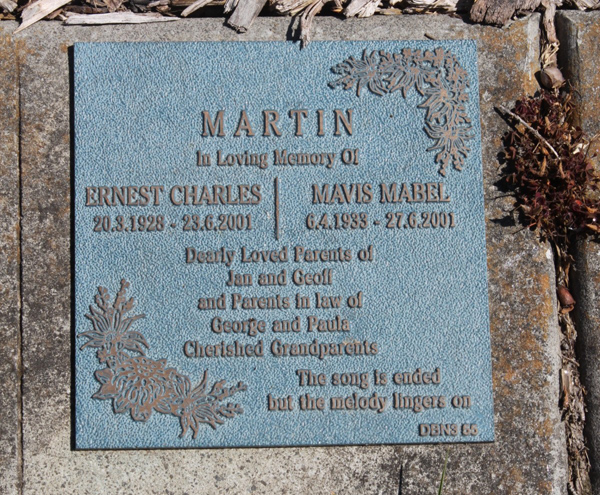 MARTIN
In Loving Memory Of
ERNEST CHARLES
20.3.1928 - 23.6.2001
MAVIS MABEL
6.4.1933 - 27.6.2001
Dearly Loved Parents of
Jan and Geoff
and Parents in law of
George and Paula
Cherished Grandparents
The song is ended
but the melody lingers on